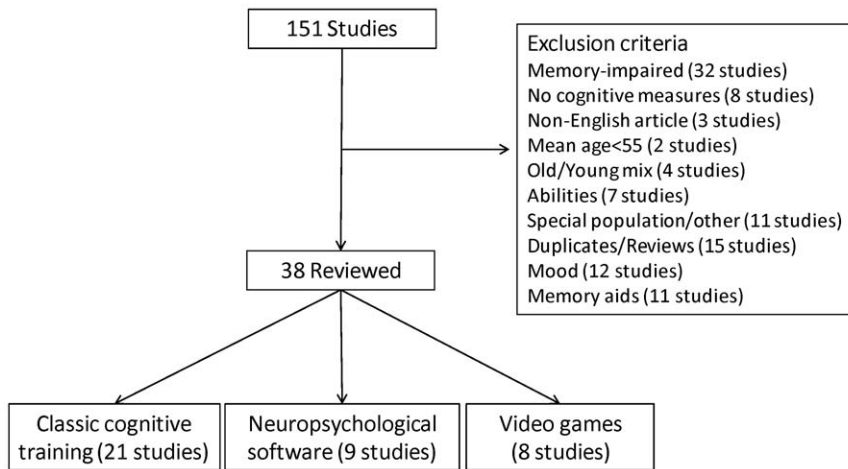 151 Studies
Exclusion criteria
Memory-impaired (32 studies)
No cognitive measures (8 studies)
Non-English article (3 studies)
Mean age<55 (2 studies)
Old/Young mix (4 studies)
Abilities (7 studies)
Special population/other (11 studies)
Duplicates/Reviews (15 studies)
Mood (12 studies)
Memory aids (11 studies)
38 Reviewed
Classic cognitive
training (21 studies)
Neuropsychological
software (9 studies)
Video games
(8 studies)